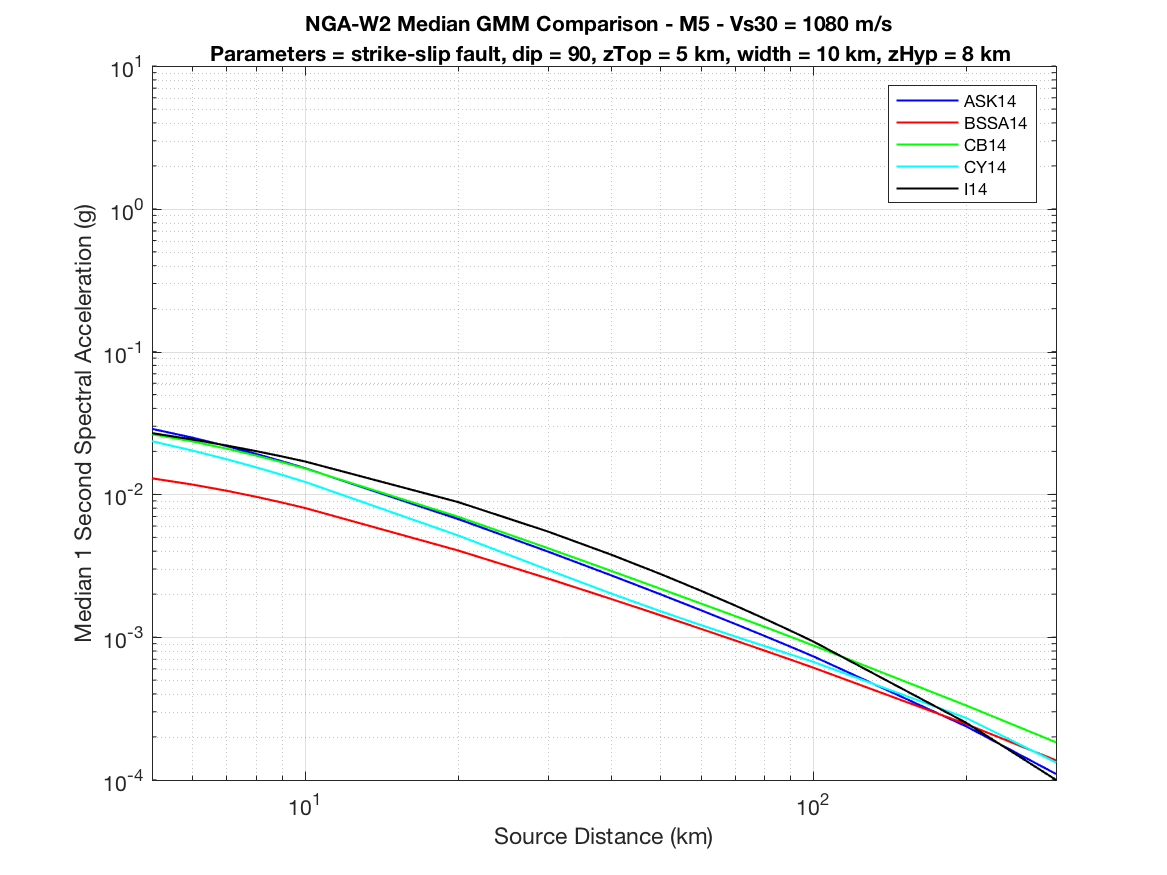 NGA-W2 Median GMM Comparison - M5 - Vs30 = 1080 m/s
Parameters = strike-slip fault, dip = 90, zTop = 5 km, width = 10 km, zHyp = 8 km
10^1
10^0
10^-1
10^-2
10^-3
10^-4
Median 1 Second Spectral Acceleration (g)
ASK14
BSSA14
CB14
CY14
I14
10^1
10^2
Source Distance (km)